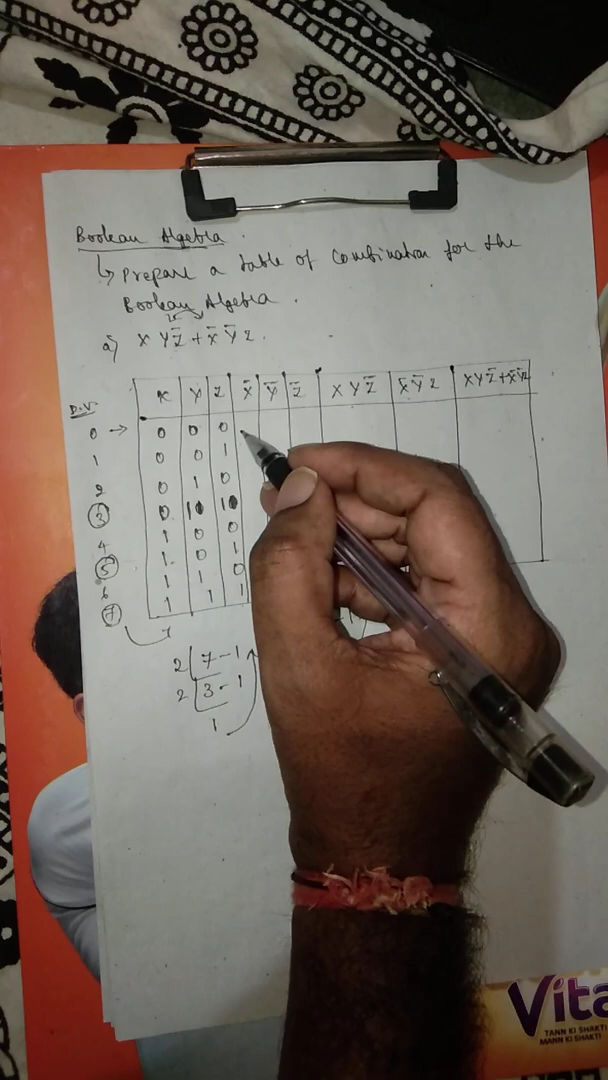 Boolean Algebra
↳ Prepare a table of Combination for the
Boolean Algebra.
a) X Y Z̅ + X̅ Y̅ Z.
D.V. X Y Z X̅ Y̅ Z̅ X Y Z̅ X̅ Y̅ Z X Y Z̅ + X̅ Y̅ Z
0 → 0 0 0
1 0 0 1
2 0 1 0
3 0 1 1
4 1 0 0
5 1 0 1
6 1 1 0
7 1 1 1
2 7 - 1
2 3 - 1
1
Vita
TANN KI SHAKTI
MANN KI SHAKTI